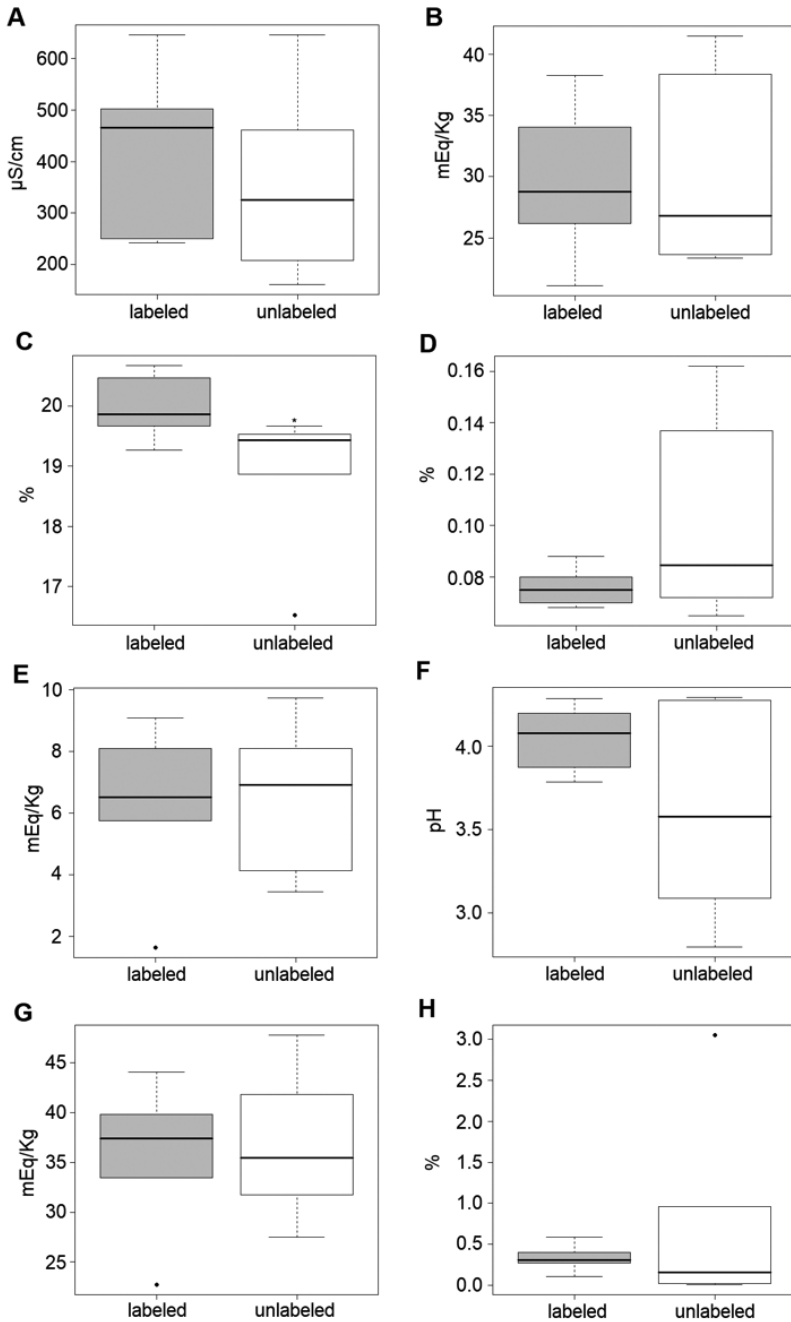 A
µS/cm
600
500
400
300
200
labeled
unlabeled
B
mEq/Kg
40
35
30
25
labeled
unlabeled
C
%
20
19
18
17
*
labeled
unlabeled
D
%
0.16
0.14
0.12
0.10
0.08
labeled
unlabeled
E
mEq/Kg
10
8
6
4
2
labeled
unlabeled
F
pH
4.0
3.5
3.0
labeled
unlabeled
G
mEq/Kg
45
40
35
30
25
labeled
unlabeled
H
%
3.0
2.5
2.0
1.5
1.0
0.5
0.0
labeled
unlabeled